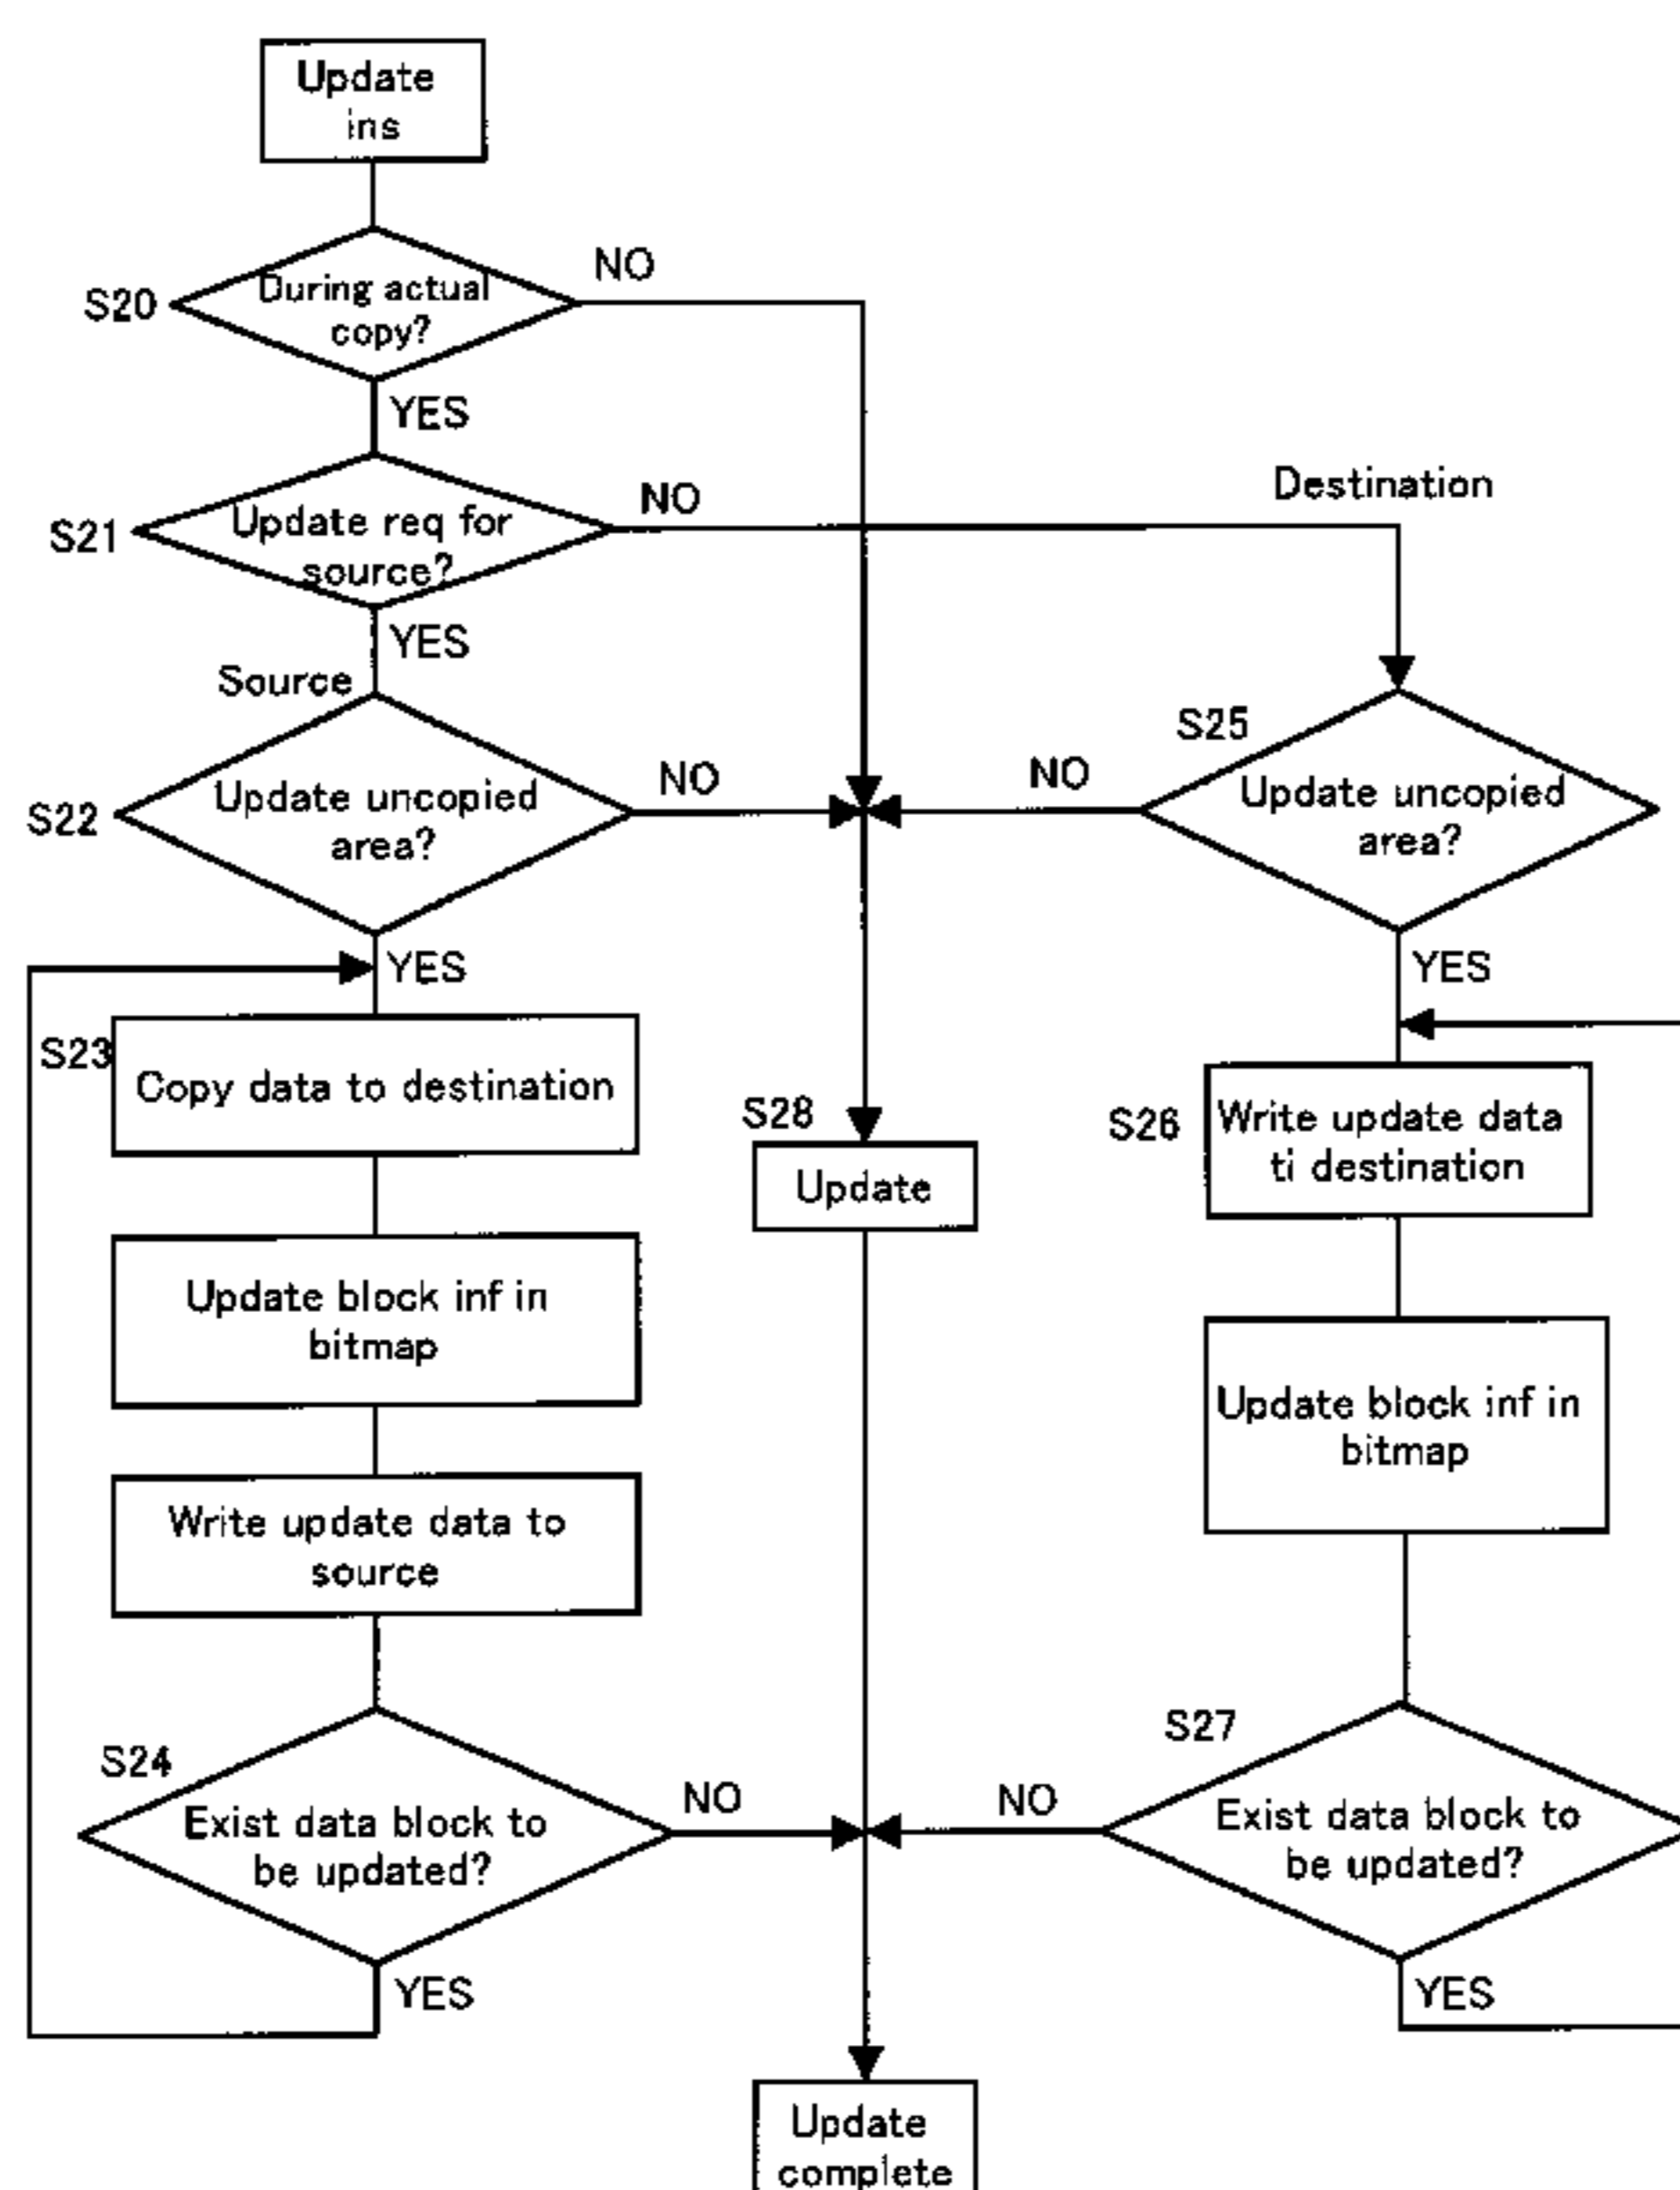 Update
ins
S20
During actual
copy?
NO
YES
S21
Update req for
source?
NO
Destination
YES
Source
S22
Update uncopied
area?
NO
NO
S25
Update uncopied
area?
YES
YES
S23
Copy data to destination
S28
Update
S26
Write update data
ti destination
Update block inf in
bitmap
Update block inf in
bitmap
Write update data to
source
S24
Exist data block to
be updated?
NO
NO
S27
Exist data block to
be updated?
YES
YES
Update
complete